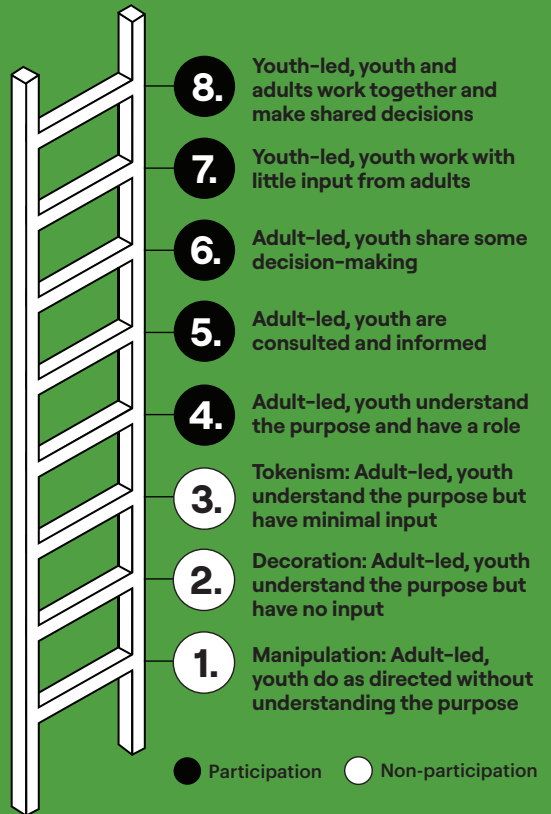 8.
Youth-led, youth and
adults work together and
make shared decisions
7.
Youth-led, youth work with
little input from adults
6.
Adult-led, youth share some
decision-making
5.
Adult-led, youth are
consulted and informed
4.
Adult-led, youth understand
the purpose and have a role
3.
Tokenism: Adult-led, youth
understand the purpose but
have minimal input
2.
Decoration: Adult-led, youth
understand the purpose but
have no input
1.
Manipulation: Adult-led,
youth do as directed without
understanding the purpose
Participation
Non-participation